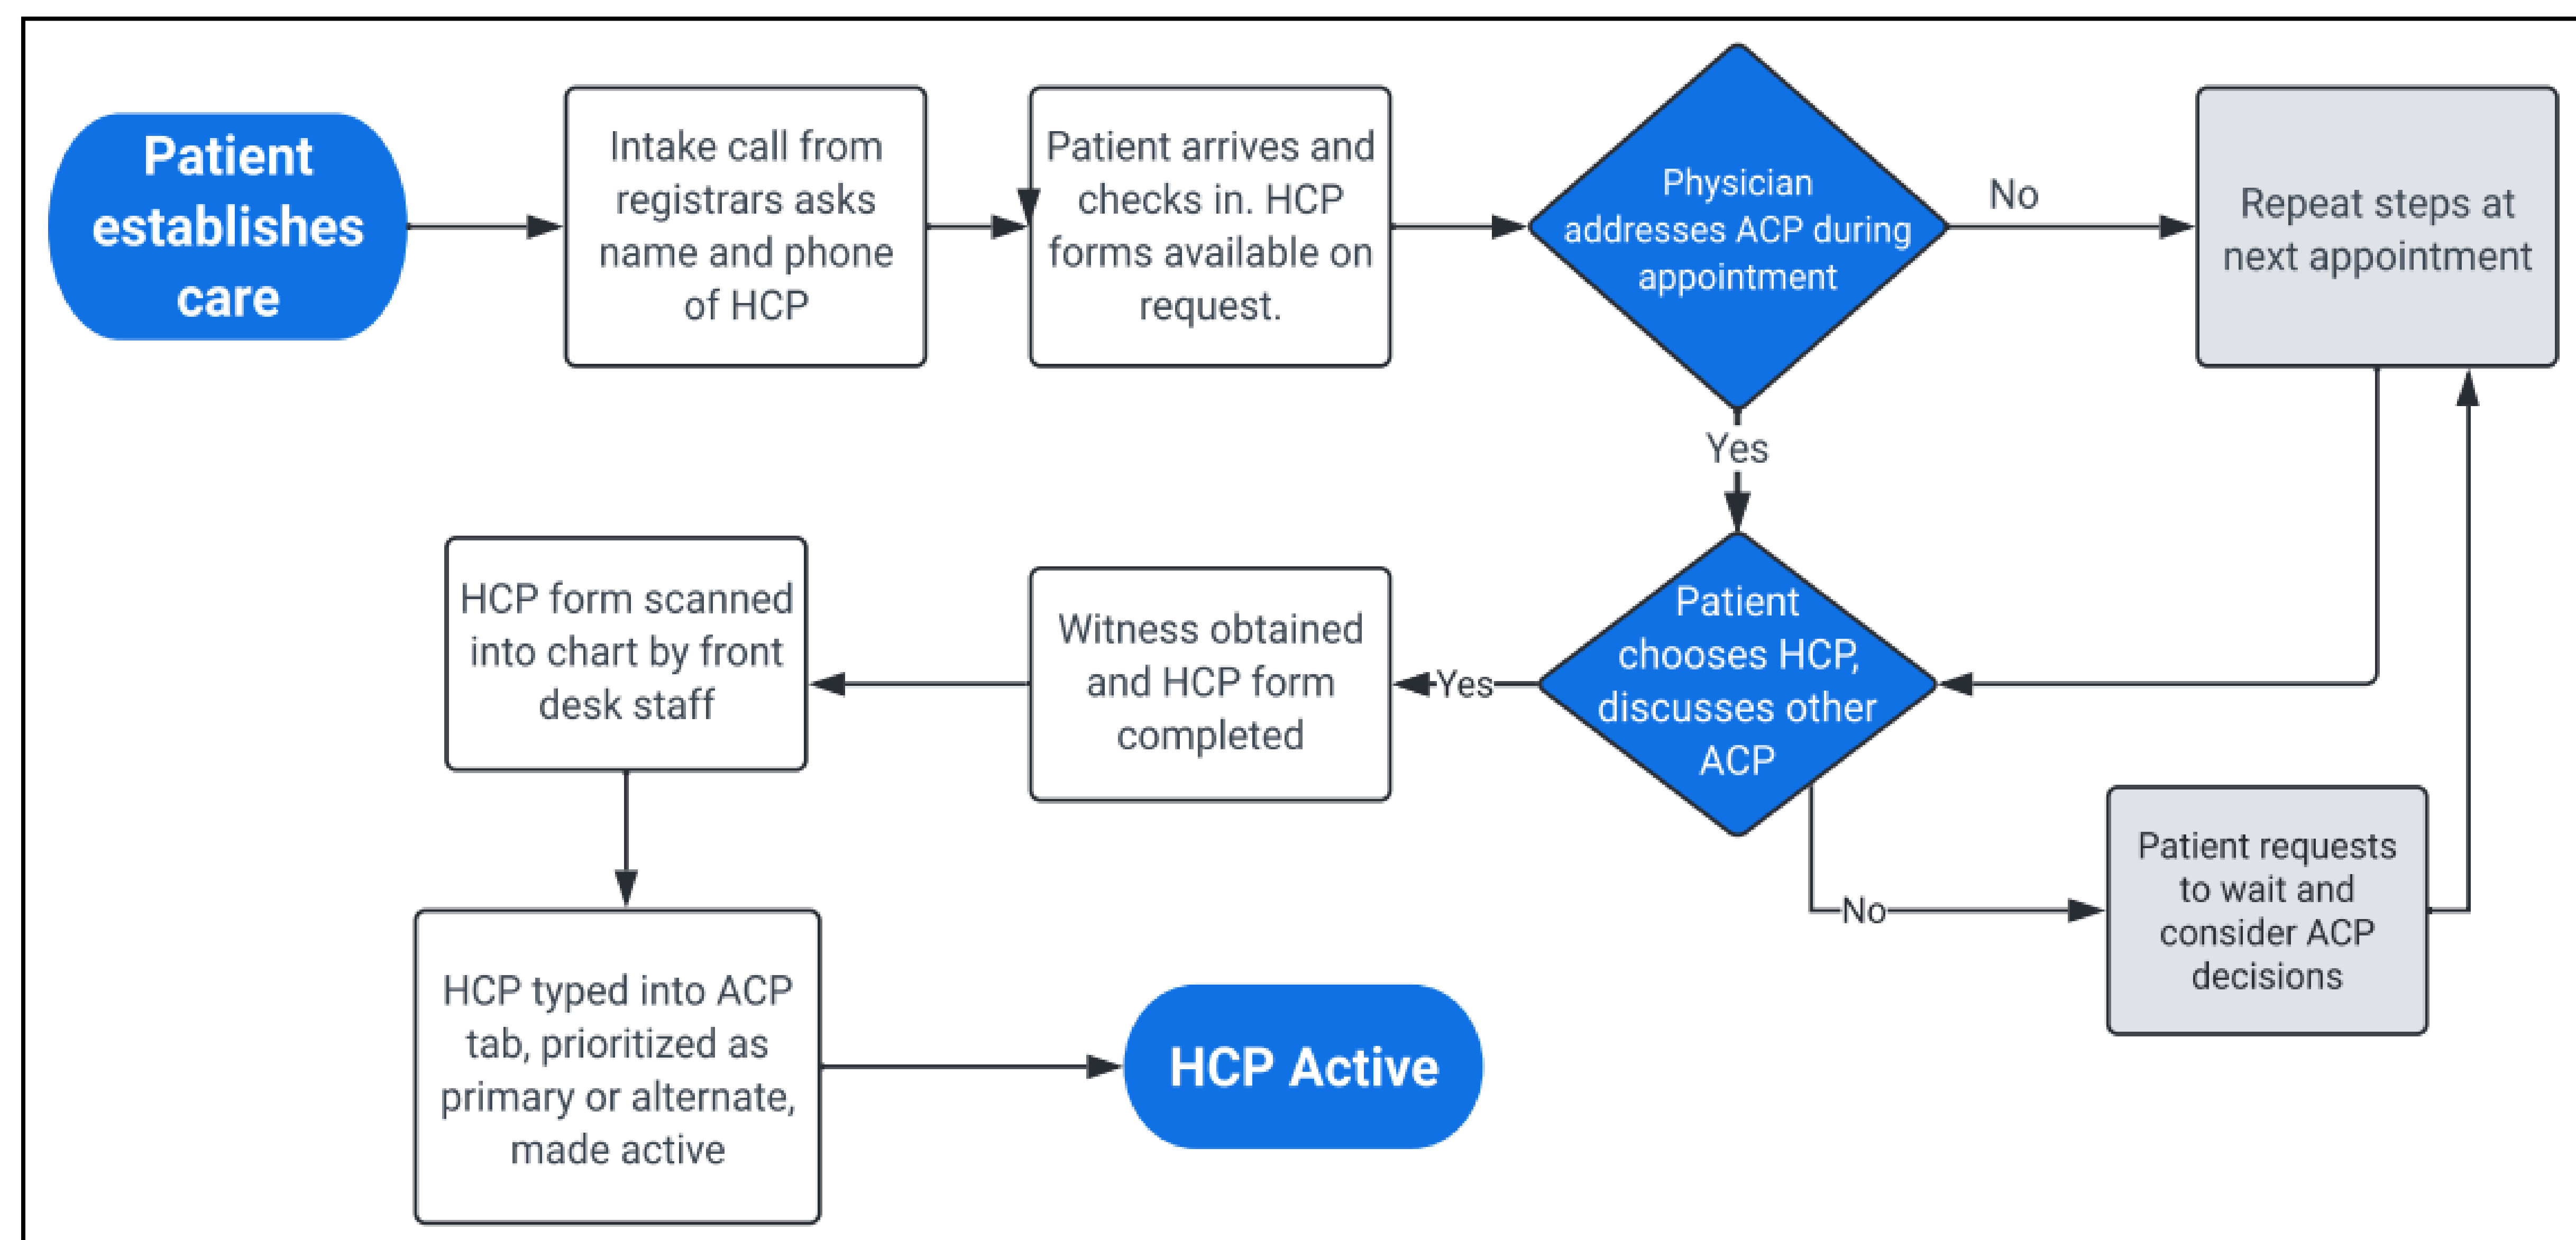 Patient
establishes
care
Intake call from
registrars asks
name and phone
of HCP
Patient arrives and
checks in. HCP
forms available on
request.
Physician
addresses ACP during
appointment
No
Repeat steps at
next appointment
Yes
Patient
chooses HCP,
discusses other
ACP
Yes
Witness obtained
and HCP form
completed
HCP form scanned
into chart by front
desk staff
No
Patient requests
to wait and
consider ACP
decisions
HCP typed into ACP
tab, prioritized as
primary or alternate,
made active
HCP Active